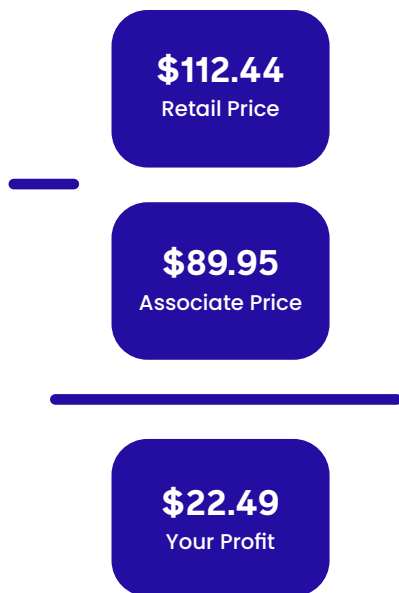 $112.44
Retail Price
$89.95
Associate Price
$22.49
Your Profit